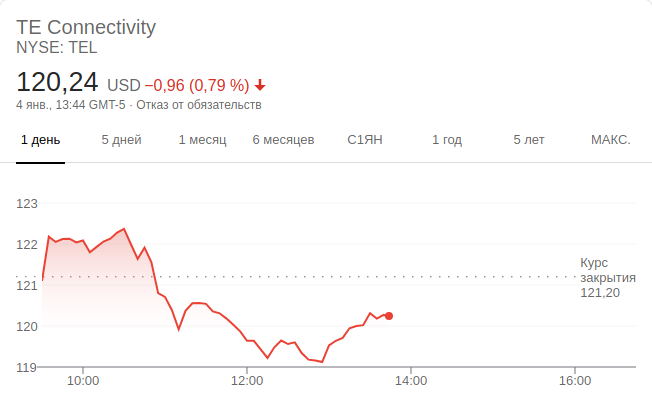 TE Connectivity
NYSE: TEL
120,24 USD −0,96 (0,79 %)
4 янв., 13:44 GMT-5 · Отказ от обязательств
1 день 5 дней 1 месяц 6 месяцев С1ЯН 1 год 5 лет МАКС.
123
122
Курс
закрытия
121,20
121
120
119
10:00 12:00 14:00 16:00